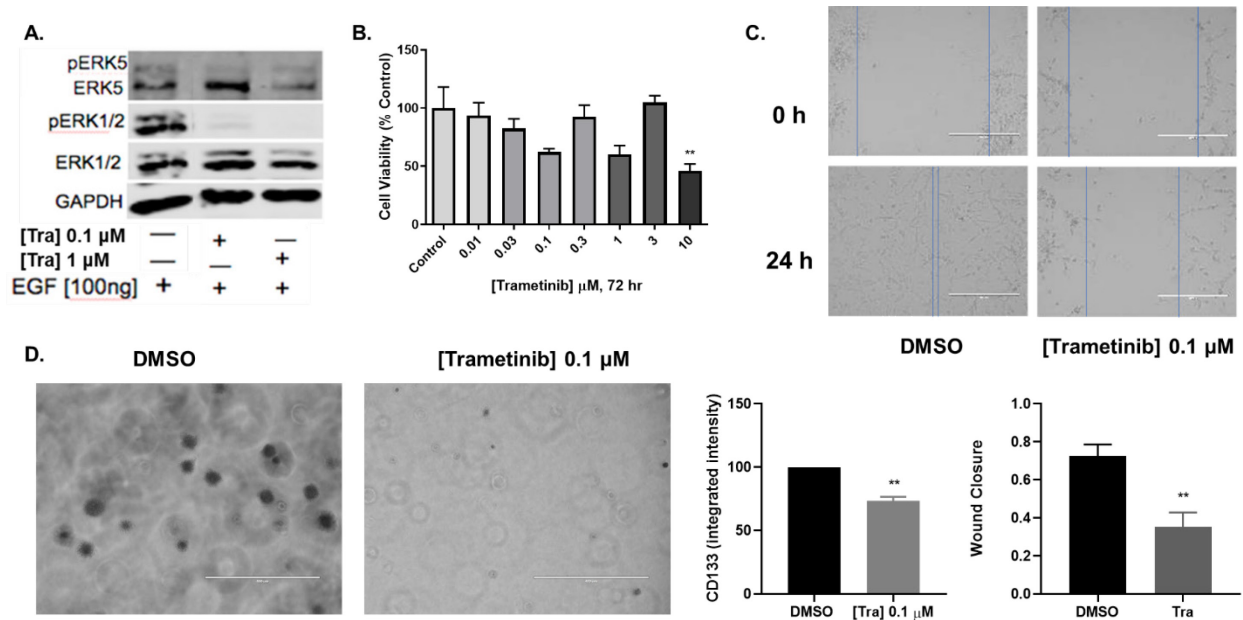 A.
pERK5
ERK5
pERK1/2
ERK1/2
GAPDH
[Tra] 0.1 µM — + —
[Tra] 1 µM — — +
EGF [100ng] + + +
B.
Cell Viability (% Control)
150
100
50
0
**
Control 0.01 0.03 0.1 0.3 1 3 10
[Trametinib] µM, 72 hr
C.
0 h
24 h
DMSO [Trametinib] 0.1 µM
D.
DMSO [Trametinib] 0.1 µM
CD133 (integrated intensity)
150
100
50
0
**
DMSO [Tra] 0.1 µM
Wound Closure
1.0
0.8
0.6
0.4
0.2
0.0
**
DMSO Tra